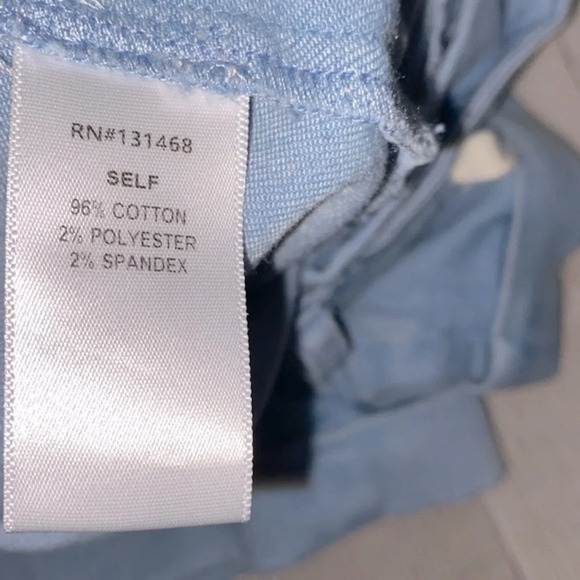 RN#131468
SELF
96% COTTON
2% POLYESTER
2% SPANDEX